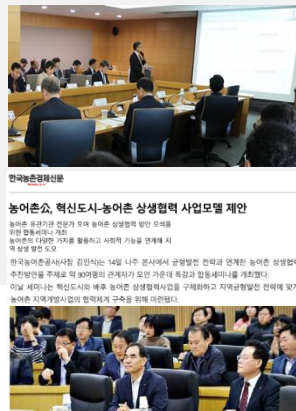 한국농촌경제신문
농어촌公, 혁신도시-농어촌 상생협력 사업모델 제안
농어촌 유관기관 전문가 모여 농어촌 상생협력 방안 모색을
위한 합동세미나 개최
농어촌의 다양한 가치를 활용하고 사회적 기능을 연계해 지
역 상생 발전 도모
한국농어촌공사(사장 김인식)는 14일 나주 본사에서 균형발전 전략과 연계한 농어촌 상생협력
추진방안을 주제로 약 90여명의 관계자가 모인 가운데 특강과 합동세미나를 개최했다.
이날 세미나는 혁신도시와 배후 농어촌 상생협력사업을 구체화하고 지역균형발전 전략에 맞게
농어촌 지역개발사업의 협력체계 구축을 위해 마련됐다.